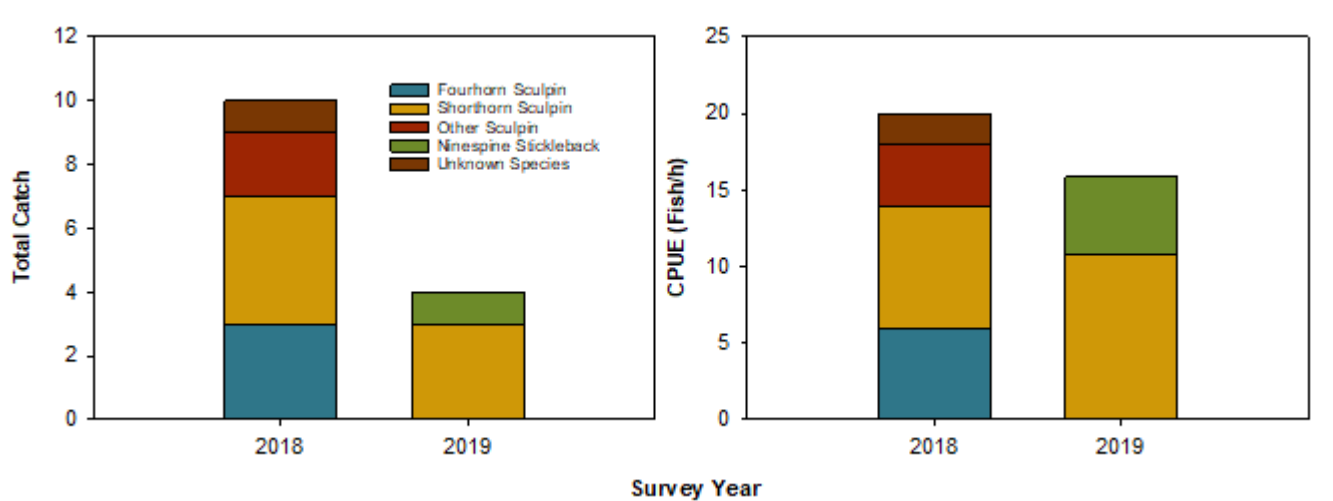 Total Catch
12
10
8
6
4
2
0
Fourhorn Sculpin
Shorthorn Sculpin
Other Sculpin
Ninespine Stickleback
Unknown Species
2018 2019
CPUE (Fish/h)
25
20
15
10
5
0
2018 2019
Survey Year